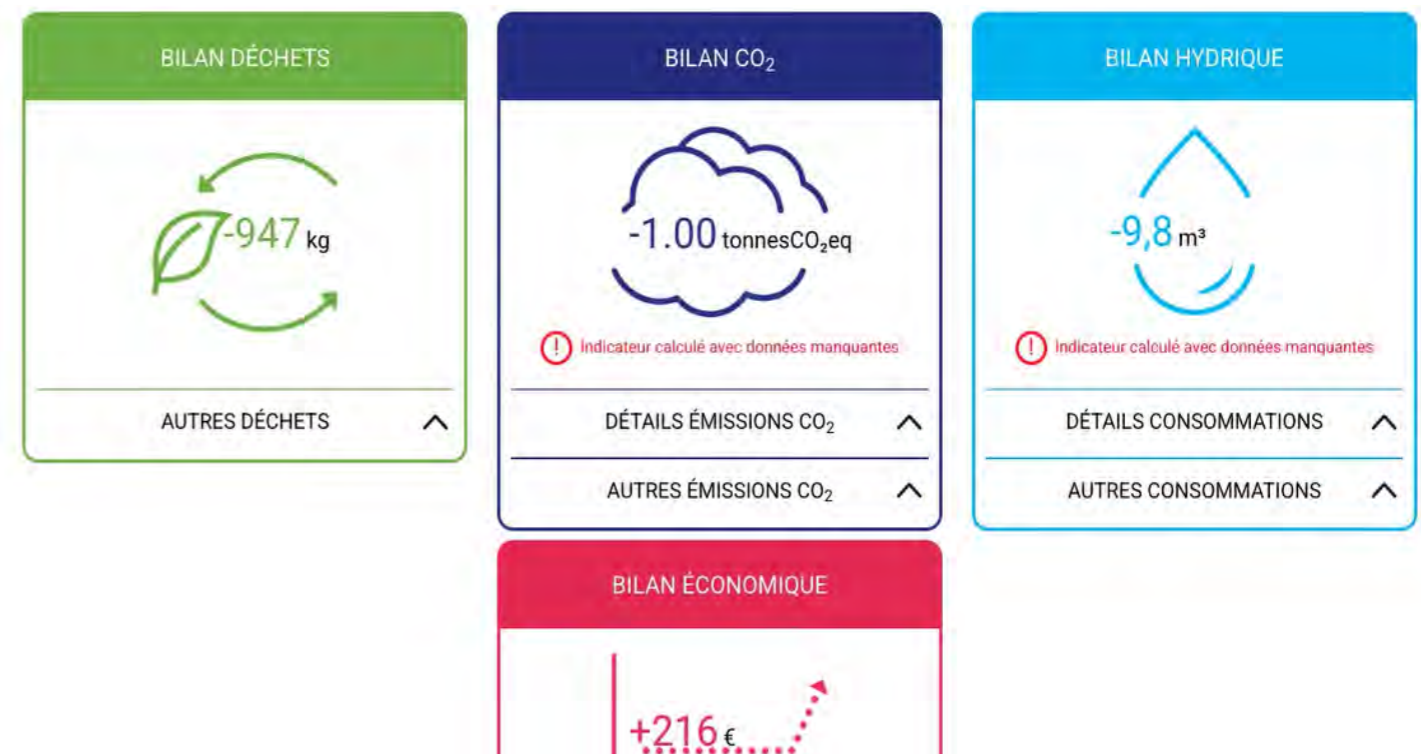 BILAN DÉCHETS
-947 kg
AUTRES DÉCHETS
BILAN CO₂
-1.00 tonnesCO₂eq
Indicateur calculé avec données manquantes
DÉTAILS ÉMISSIONS CO₂
AUTRES ÉMISSIONS CO₂
BILAN HYDRIQUE
-9,8 m³
Indicateur calculé avec données manquantes
DÉTAILS CONSOMMATIONS
AUTRES CONSOMMATIONS
BILAN ÉCONOMIQUE
+216 €